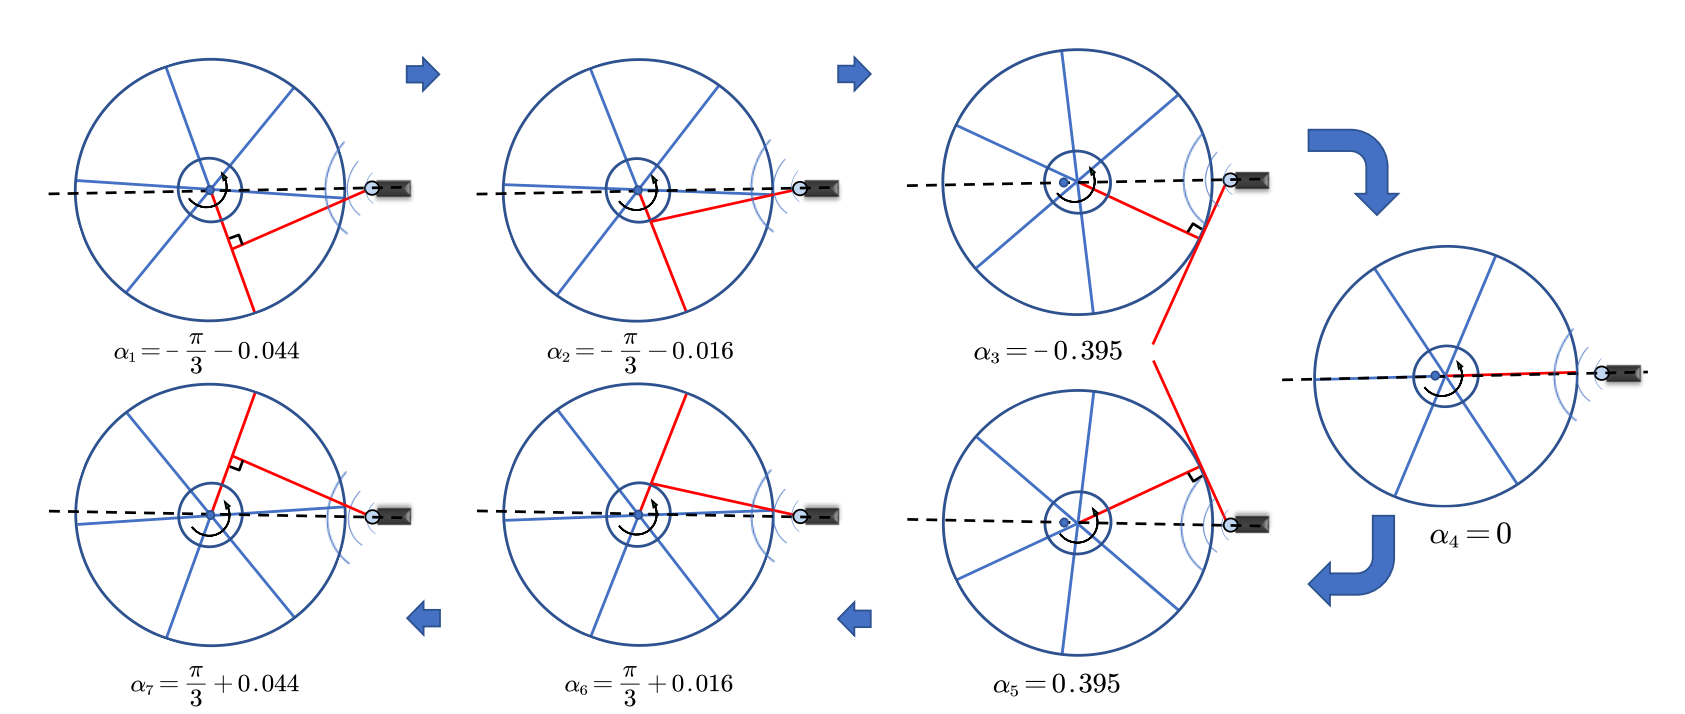 α₁ = − π/3 − 0.044
α₂ = − π/3 − 0.016
α₃ = − 0.395
α₄ = 0
α₇ = π/3 + 0.044
α₆ = π/3 + 0.016
α₅ = 0.395